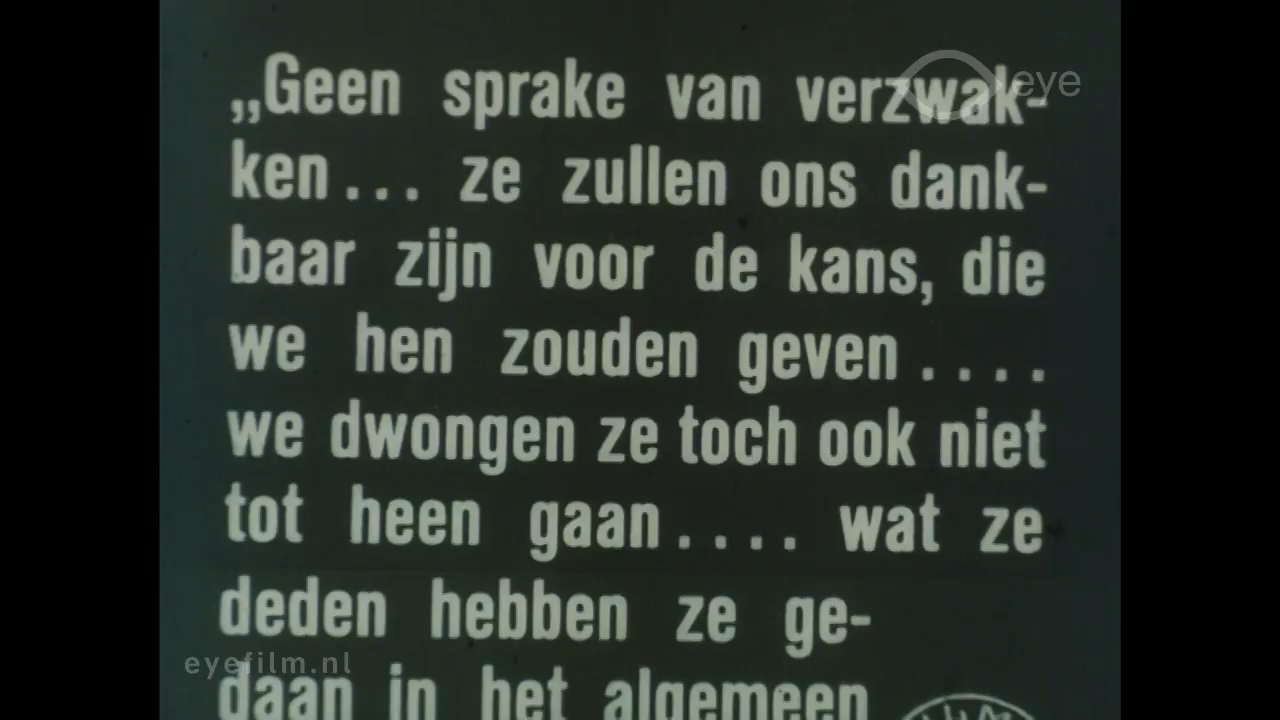 „Geen sprake van verzwak-
ken... ze zullen ons dank-
baar zijn voor de kans, die
we hen zouden geven ....
we dwongen ze toch ook niet
tot heen gaan .... wat ze
deden hebben ze ge-
daan in het algemeen
eye
eyefilm.nl